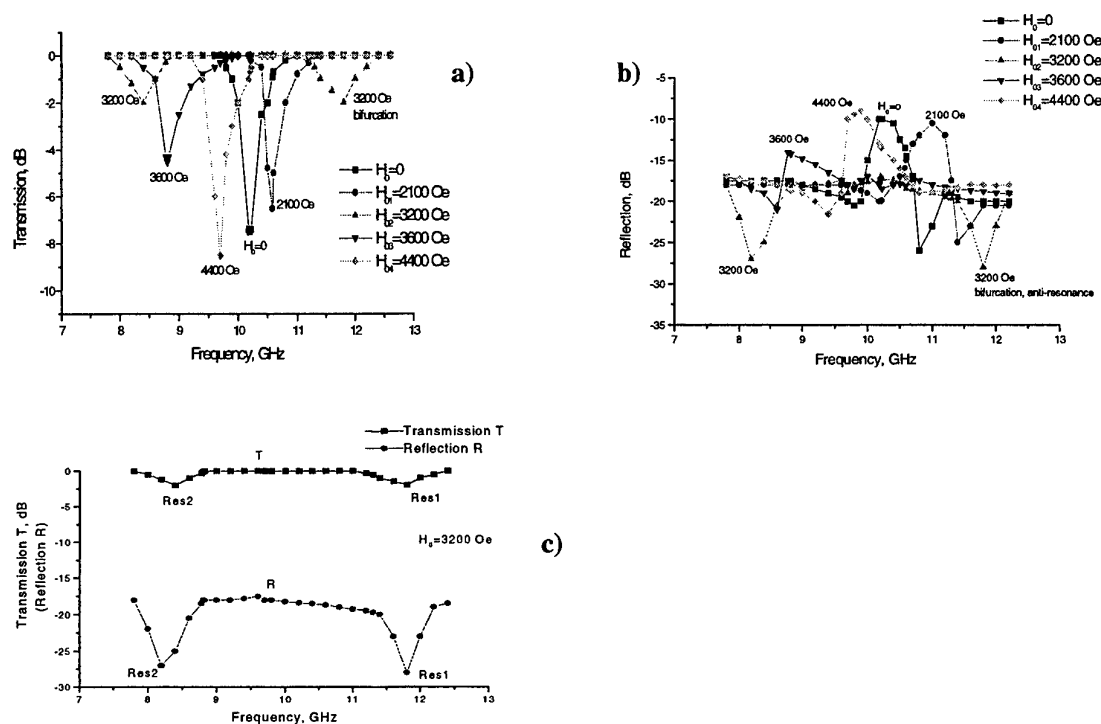 a)
Transmission, dB
0
-2
-4
-6
-8
-10
7
8
9
10
11
12
13
Frequency, GHz
3200 Oe
3200 Oe
bifurcation
3600 Oe
4400 Oe
H₀=0
2100 Oe
H₀=0
H₀₁=2100 Oe
H₀₂=3200 Oe
H₀₃=3600 Oe
H₀₄=4400 Oe
b)
H₀=0
H₀₁=2100 Oe
H₀₂=3200 Oe
H₀₃=3600 Oe
H₀₄=4400 Oe
Reflection, dB
-5
-10
-15
-20
-25
-30
-35
7
8
9
10
11
12
13
Frequency, GHz
4400 Oe
H₀=0
2100 Oe
3600 Oe
3200 Oe
3200 Oe
bifurcation, anti-resonance
Transmission T
Reflection R
c)
Transmission T, dB
(Reflection R)
0
-5
-10
-15
-20
-25
-30
7
8
9
10
11
12
13
Frequency, GHz
T
Res2
Res1
H₀=3200 Oe
R
Res2
Res1